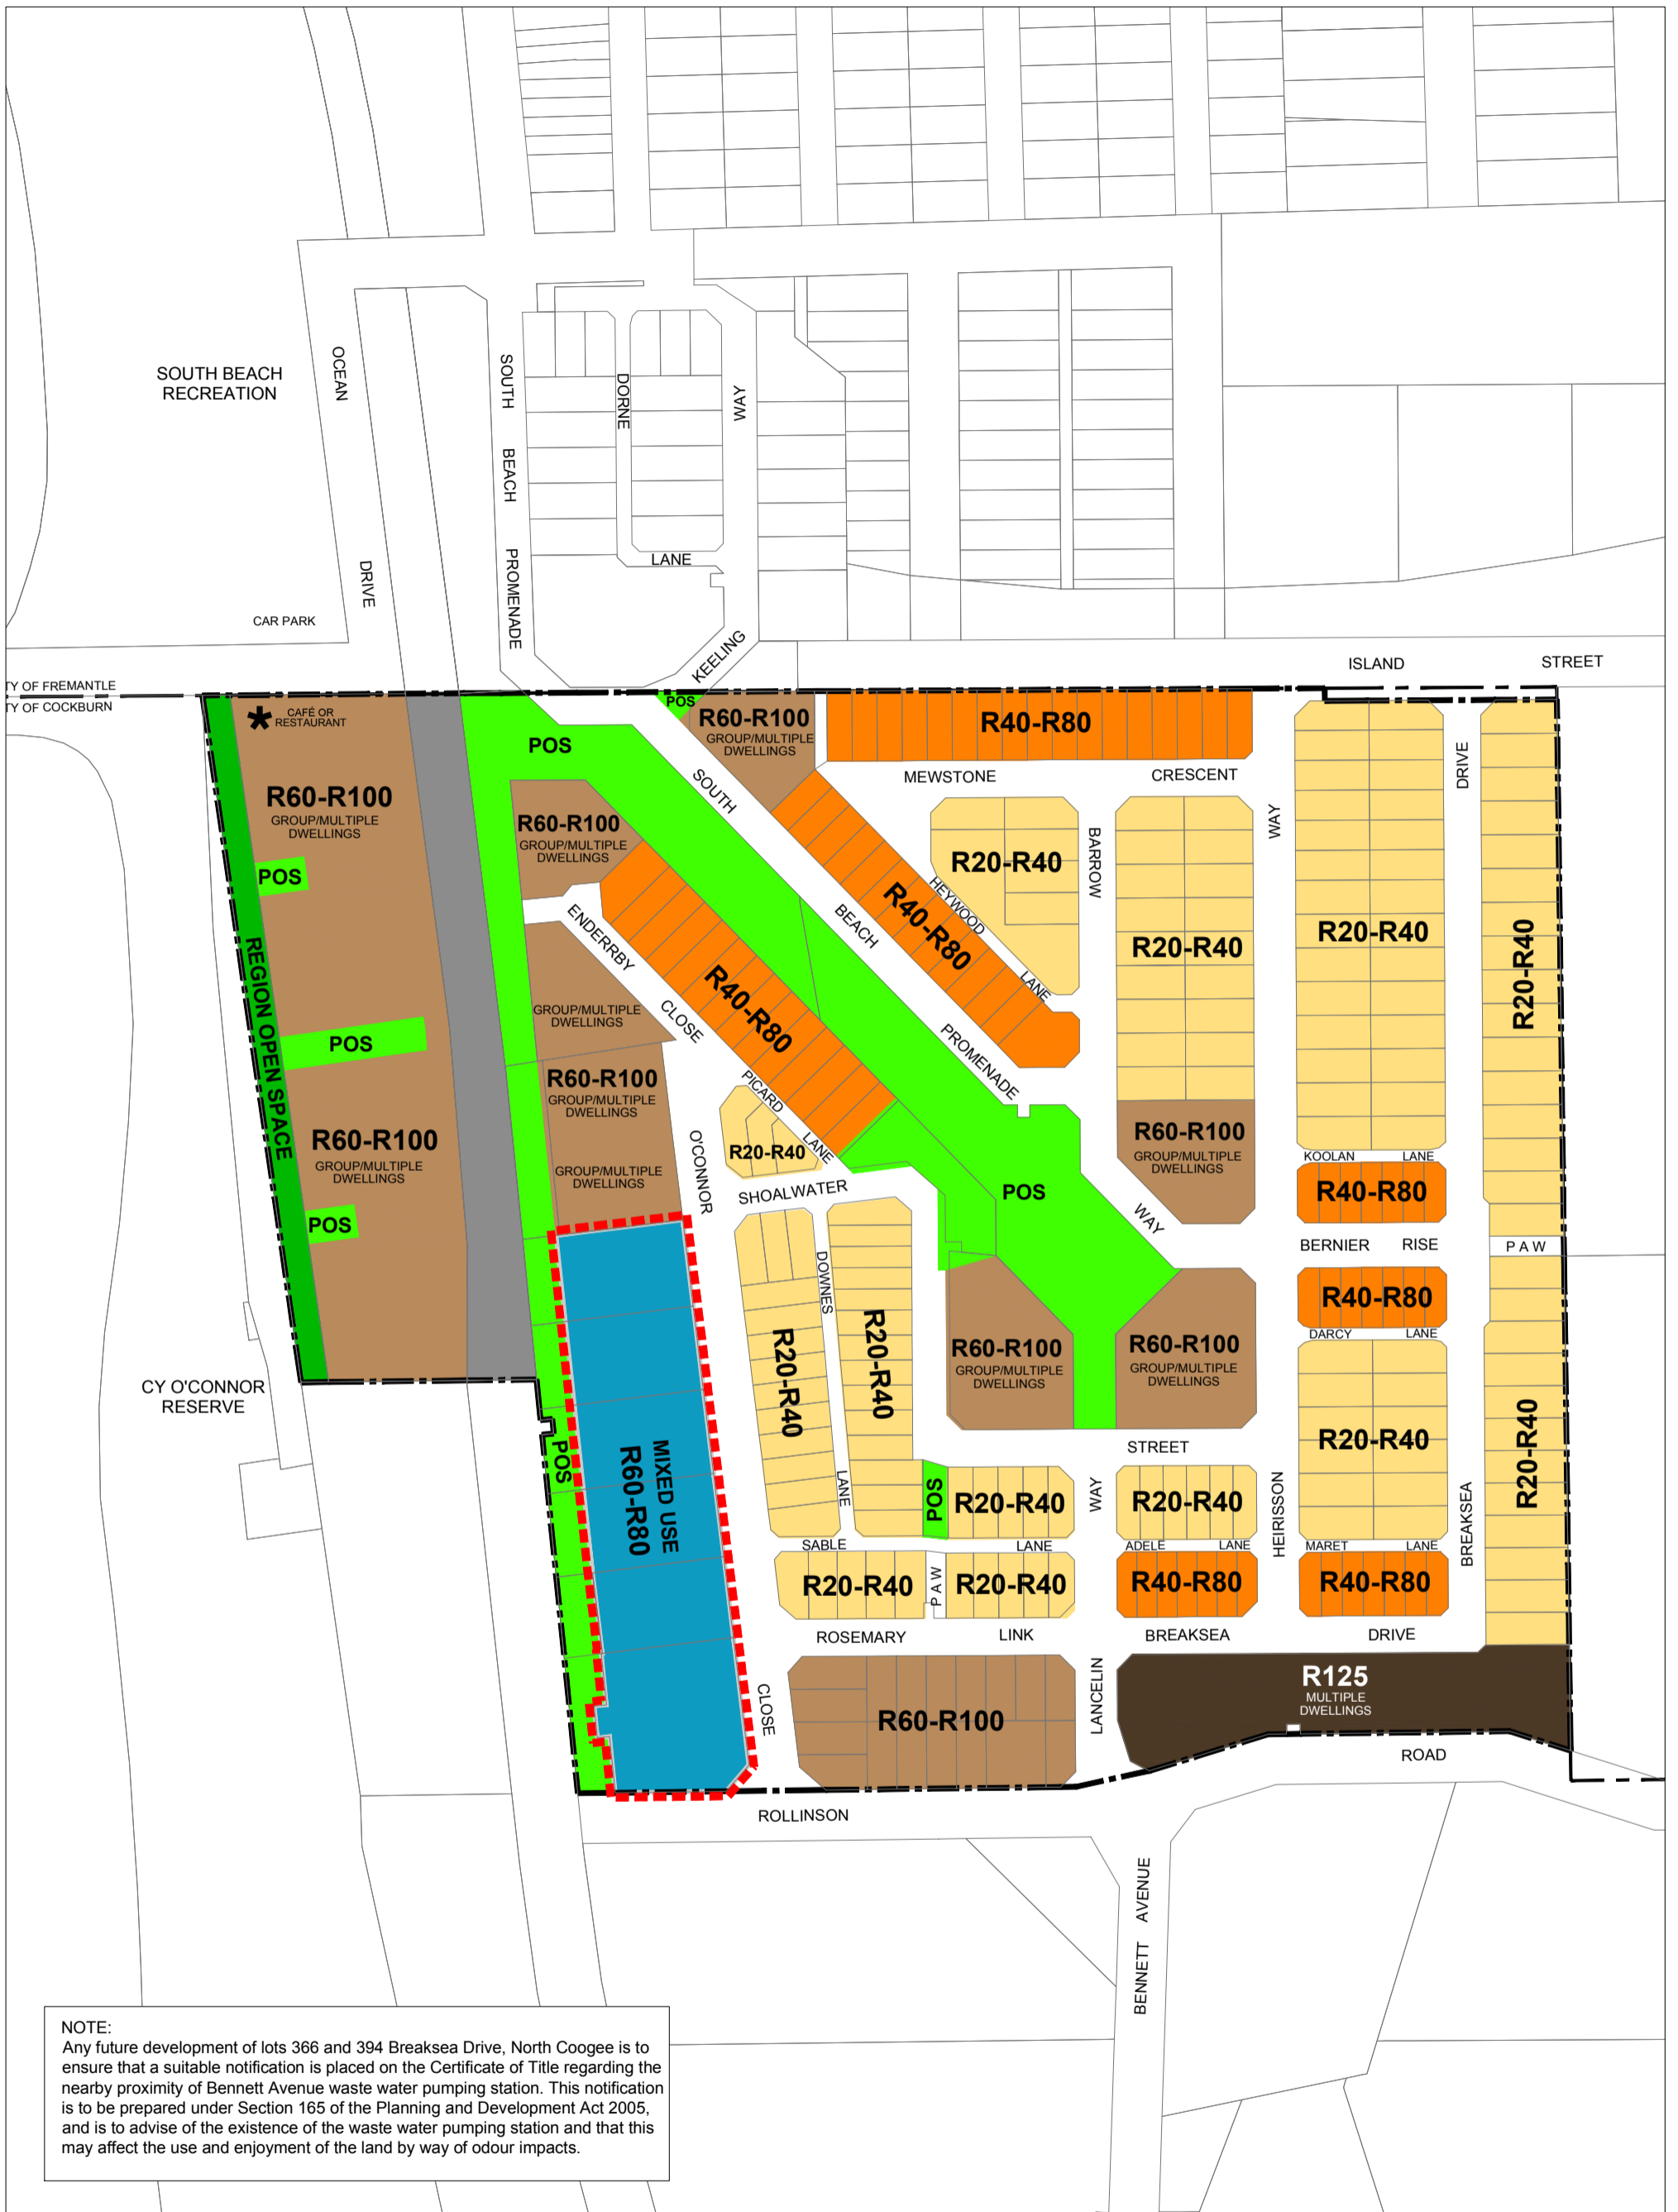 SOUTH BEACH
RECREATION
OCEAN
DRIVE
SOUTH
BEACH
PROMENADE
DORNE
LANE
WAY
KEELING
CAR PARK
ISLAND
STREET
TY OF FREMANTLE
TY OF COCKBURN
* CAFÉ OR
RESTAURANT
R60-R100
GROUP/MULTIPLE
DWELLINGS
POS
REGION OPEN SPACE
POS
R60-R100
GROUP/MULTIPLE
DWELLINGS
POS
POS
POS
R60-R100
GROUP/MULTIPLE
DWELLINGS
R40-R80
MEWSTONE
CRESCENT
SOUTH
BEACH
PROMENADE
WAY
R60-R100
GROUP/MULTIPLE
DWELLINGS
ENDERRBY
CLOSE
R40-R80
PICARD
LANE
GROUP/MULTIPLE
DWELLINGS
R60-R100
GROUP/MULTIPLE
DWELLINGS
GROUP/MULTIPLE
DWELLINGS
R40-R80
HEYWOOD
LANE
R20-R40
BARROW
R20-R40
WAY
R20-R40
DRIVE
R20-R40
R60-R100
GROUP/MULTIPLE
DWELLINGS
KOOLAN
LANE
R40-R80
BERNIER
RISE
P A W
R40-R80
DARCY
LANE
R20-R40
O'CONNOR
R20-R40
SHOALWATER
POS
DOWNES
LANE
R20-R40
R20-R40
R60-R100
GROUP/MULTIPLE
DWELLINGS
R60-R100
GROUP/MULTIPLE
DWELLINGS
STREET
CY O'CONNOR
RESERVE
POS
MIXED USE
R60-R80
POS
R20-R40
WAY
R20-R40
HEIRISSON
BREAKSEA
R20-R40
SABLE
LANE
ADELE
LANE
MARET
LANE
R20-R40
P A W
R20-R40
R40-R80
R40-R80
ROSEMARY
LINK
BREAKSEA
DRIVE
CLOSE
R60-R100
LANCELIN
R125
MULTIPLE
DWELLINGS
ROAD
ROLLINSON
BENNETT
AVENUE
NOTE:
Any future development of lots 366 and 394 Breaksea Drive, North Coogee is to
ensure that a suitable notification is placed on the Certificate of Title regarding the
nearby proximity of Bennett Avenue waste water pumping station. This notification
is to be prepared under Section 165 of the Planning and Development Act 2005,
and is to advise of the existence of the waste water pumping station and that this
may affect the use and enjoyment of the land by way of odour impacts.